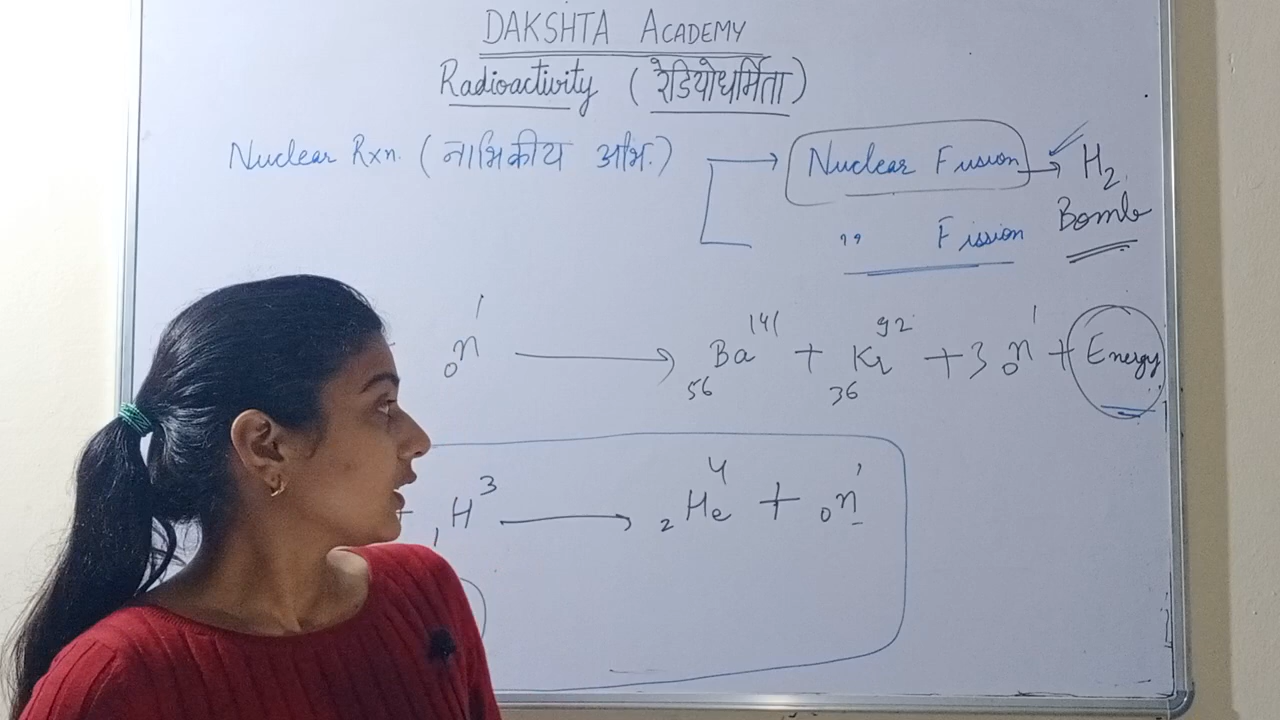 DAKSHTA ACADEMY
Radioactivity (रेडियोधर्मिता)
Nuclear Rxn. (नाभिकीय अभि.) → Nuclear Fusion → H₂ Bomb
,, Fission
₀n¹ → ₅₆Ba¹⁴¹ + ₃₆Kr⁹² + 3 ₀n¹ + Energy
+ ₁H³ → ₂He⁴ + ₀n¹